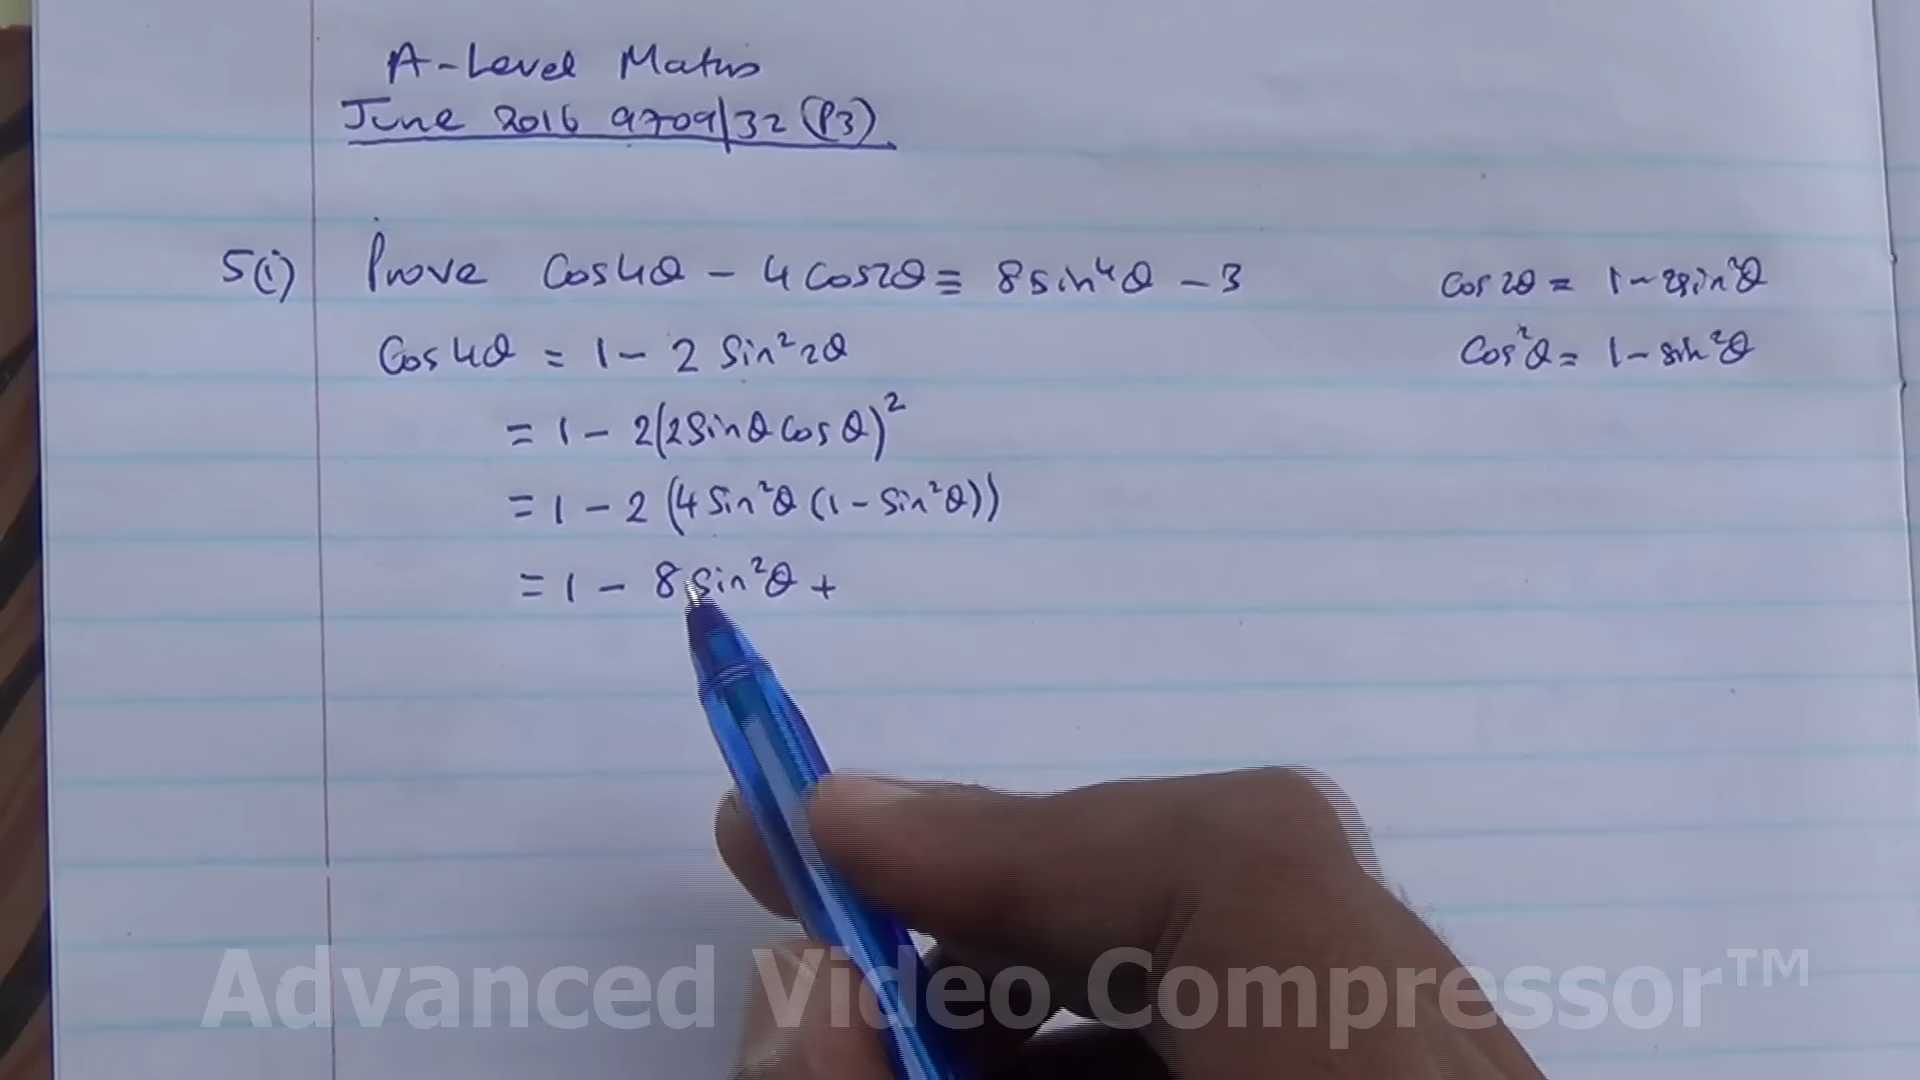 A-Level Maths
June 2016 9709/32 (P3)
5(i) Prove Cos4θ - 4cos2θ ≡ 8sin⁴θ - 3
cos2θ = 1 - 2sin²θ
Cos4θ = 1 - 2 Sin²2θ
cos²θ = 1 - sin²θ
= 1 - 2(2Sinθ Cosθ)²
= 1 - 2 (4 Sin²θ (1 - Sin²θ))
= 1 - 8 Sin²θ +
Advanced Video Compressor™